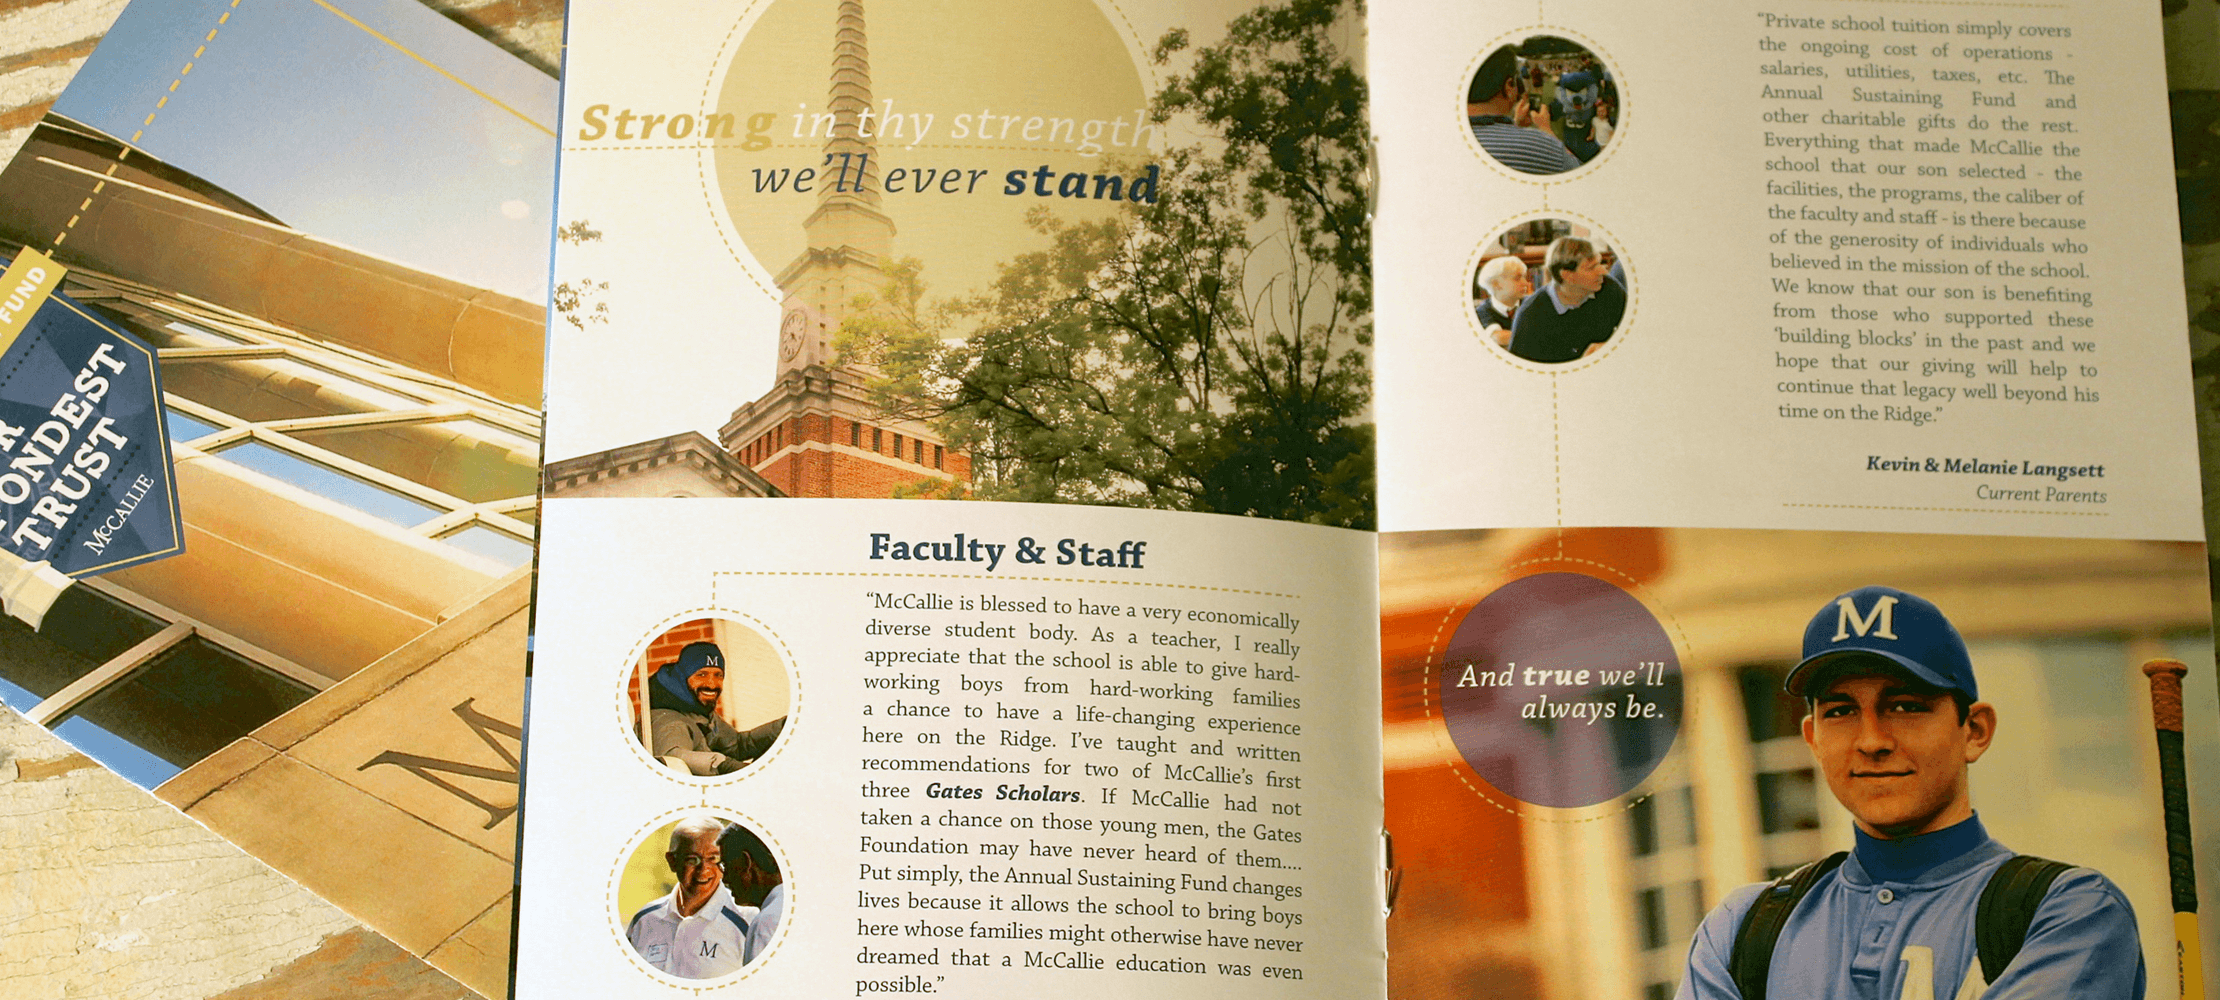 FUND
FONDEST
TRUST
McCALLIE
M
Strong in thy strength
we'll ever stand
Faculty & Staff
“McCallie is blessed to have a very economically
diverse student body. As a teacher, I really
appreciate that the school is able to give hard-
working boys from hard-working families
a chance to have a life-changing experience
here on the Ridge. I've taught and written
recommendations for two of McCallie's first
three Gates Scholars. If McCallie had not
taken a chance on those young men, the Gates
Foundation may have never heard of them....
Put simply, the Annual Sustaining Fund changes
lives because it allows the school to bring boys
here whose families might otherwise have never
dreamed that a McCallie education was even
possible.”
M
M
“Private school tuition simply covers
the ongoing cost of operations -
salaries, utilities, taxes, etc. The
Annual Sustaining Fund and
other charitable gifts do the rest.
Everything that made McCallie the
school that our son selected - the
facilities, the programs, the caliber of
the faculty and staff - is there because
of the generosity of individuals who
believed in the mission of the school.
We know that our son is benefiting
from those who supported these
‘building blocks’ in the past and we
hope that our giving will help to
continue that legacy well beyond his
time on the Ridge.”
Kevin & Melanie Langsett
Current Parents
And true we'll
always be.
M